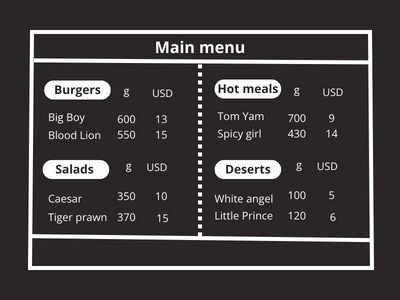 Main menu
Burgers g USD
Big Boy 600 13
Blood Lion 550 15
Salads g USD
Caesar 350 10
Tiger prawn 370 15
Hot meals g USD
Tom Yam 700 9
Spicy girl 430 14
Deserts g USD
White angel 100 5
Little Prince 120 6